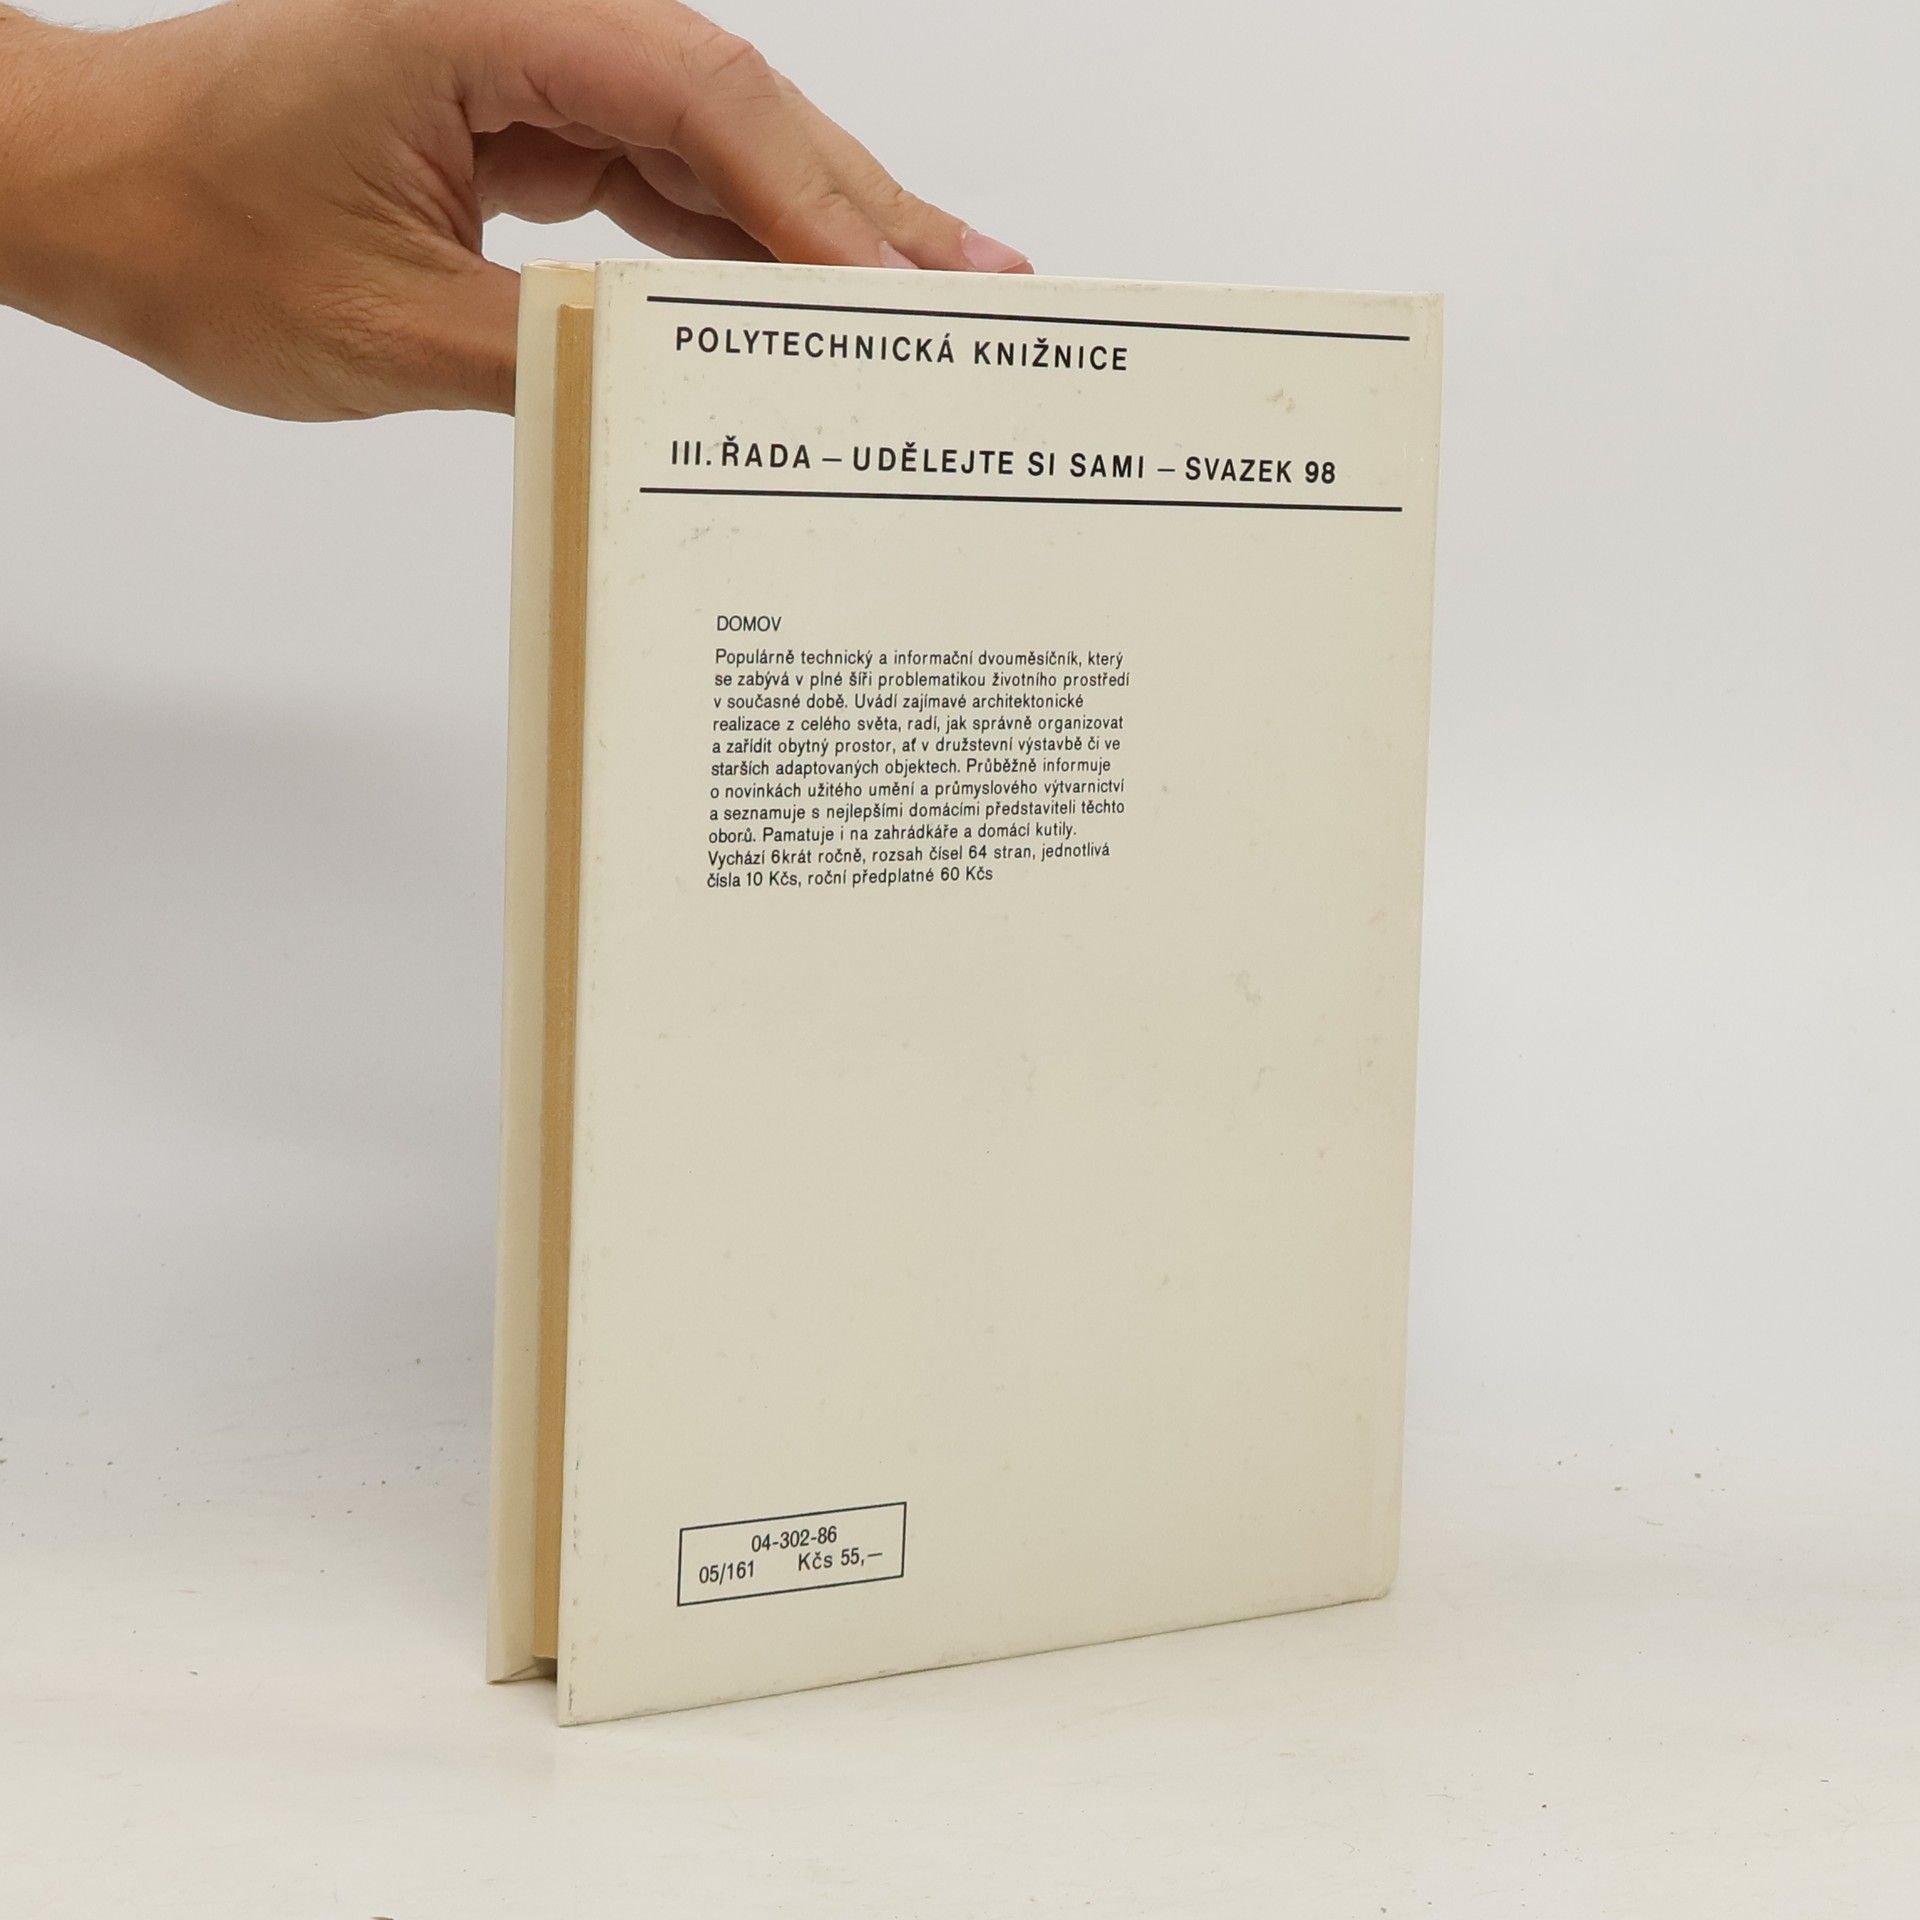 POLYTECHNICKÁ KNIŽNICE
III. ŘADA – UDĚLEJTE SI SAMI – SVAZEK 98
DOMOV
Populárně technický a informační dvouměsíčník, který
se zabývá v plné šíři problematikou životního prostředí
v současné době. Uvádí zajímavé architektonické
realizace z celého světa, radí, jak správně organizovat
a zařídit obytný prostor, ať v družstevní výstavbě či ve
starších adaptovaných objektech. Průběžně informuje
o novinkách užitého umění a průmyslového výtvarnictví
a seznamuje s nejlepšími domácími představiteli těchto
oborů. Pamatuje i na zahrádkáře a domácí kutily.
Vychází 6krát ročně, rozsah čísel 64 stran, jednotlivá
čísla 10 Kčs, roční předplatné 60 Kčs
04-302-86
05/161 Kčs 55,–